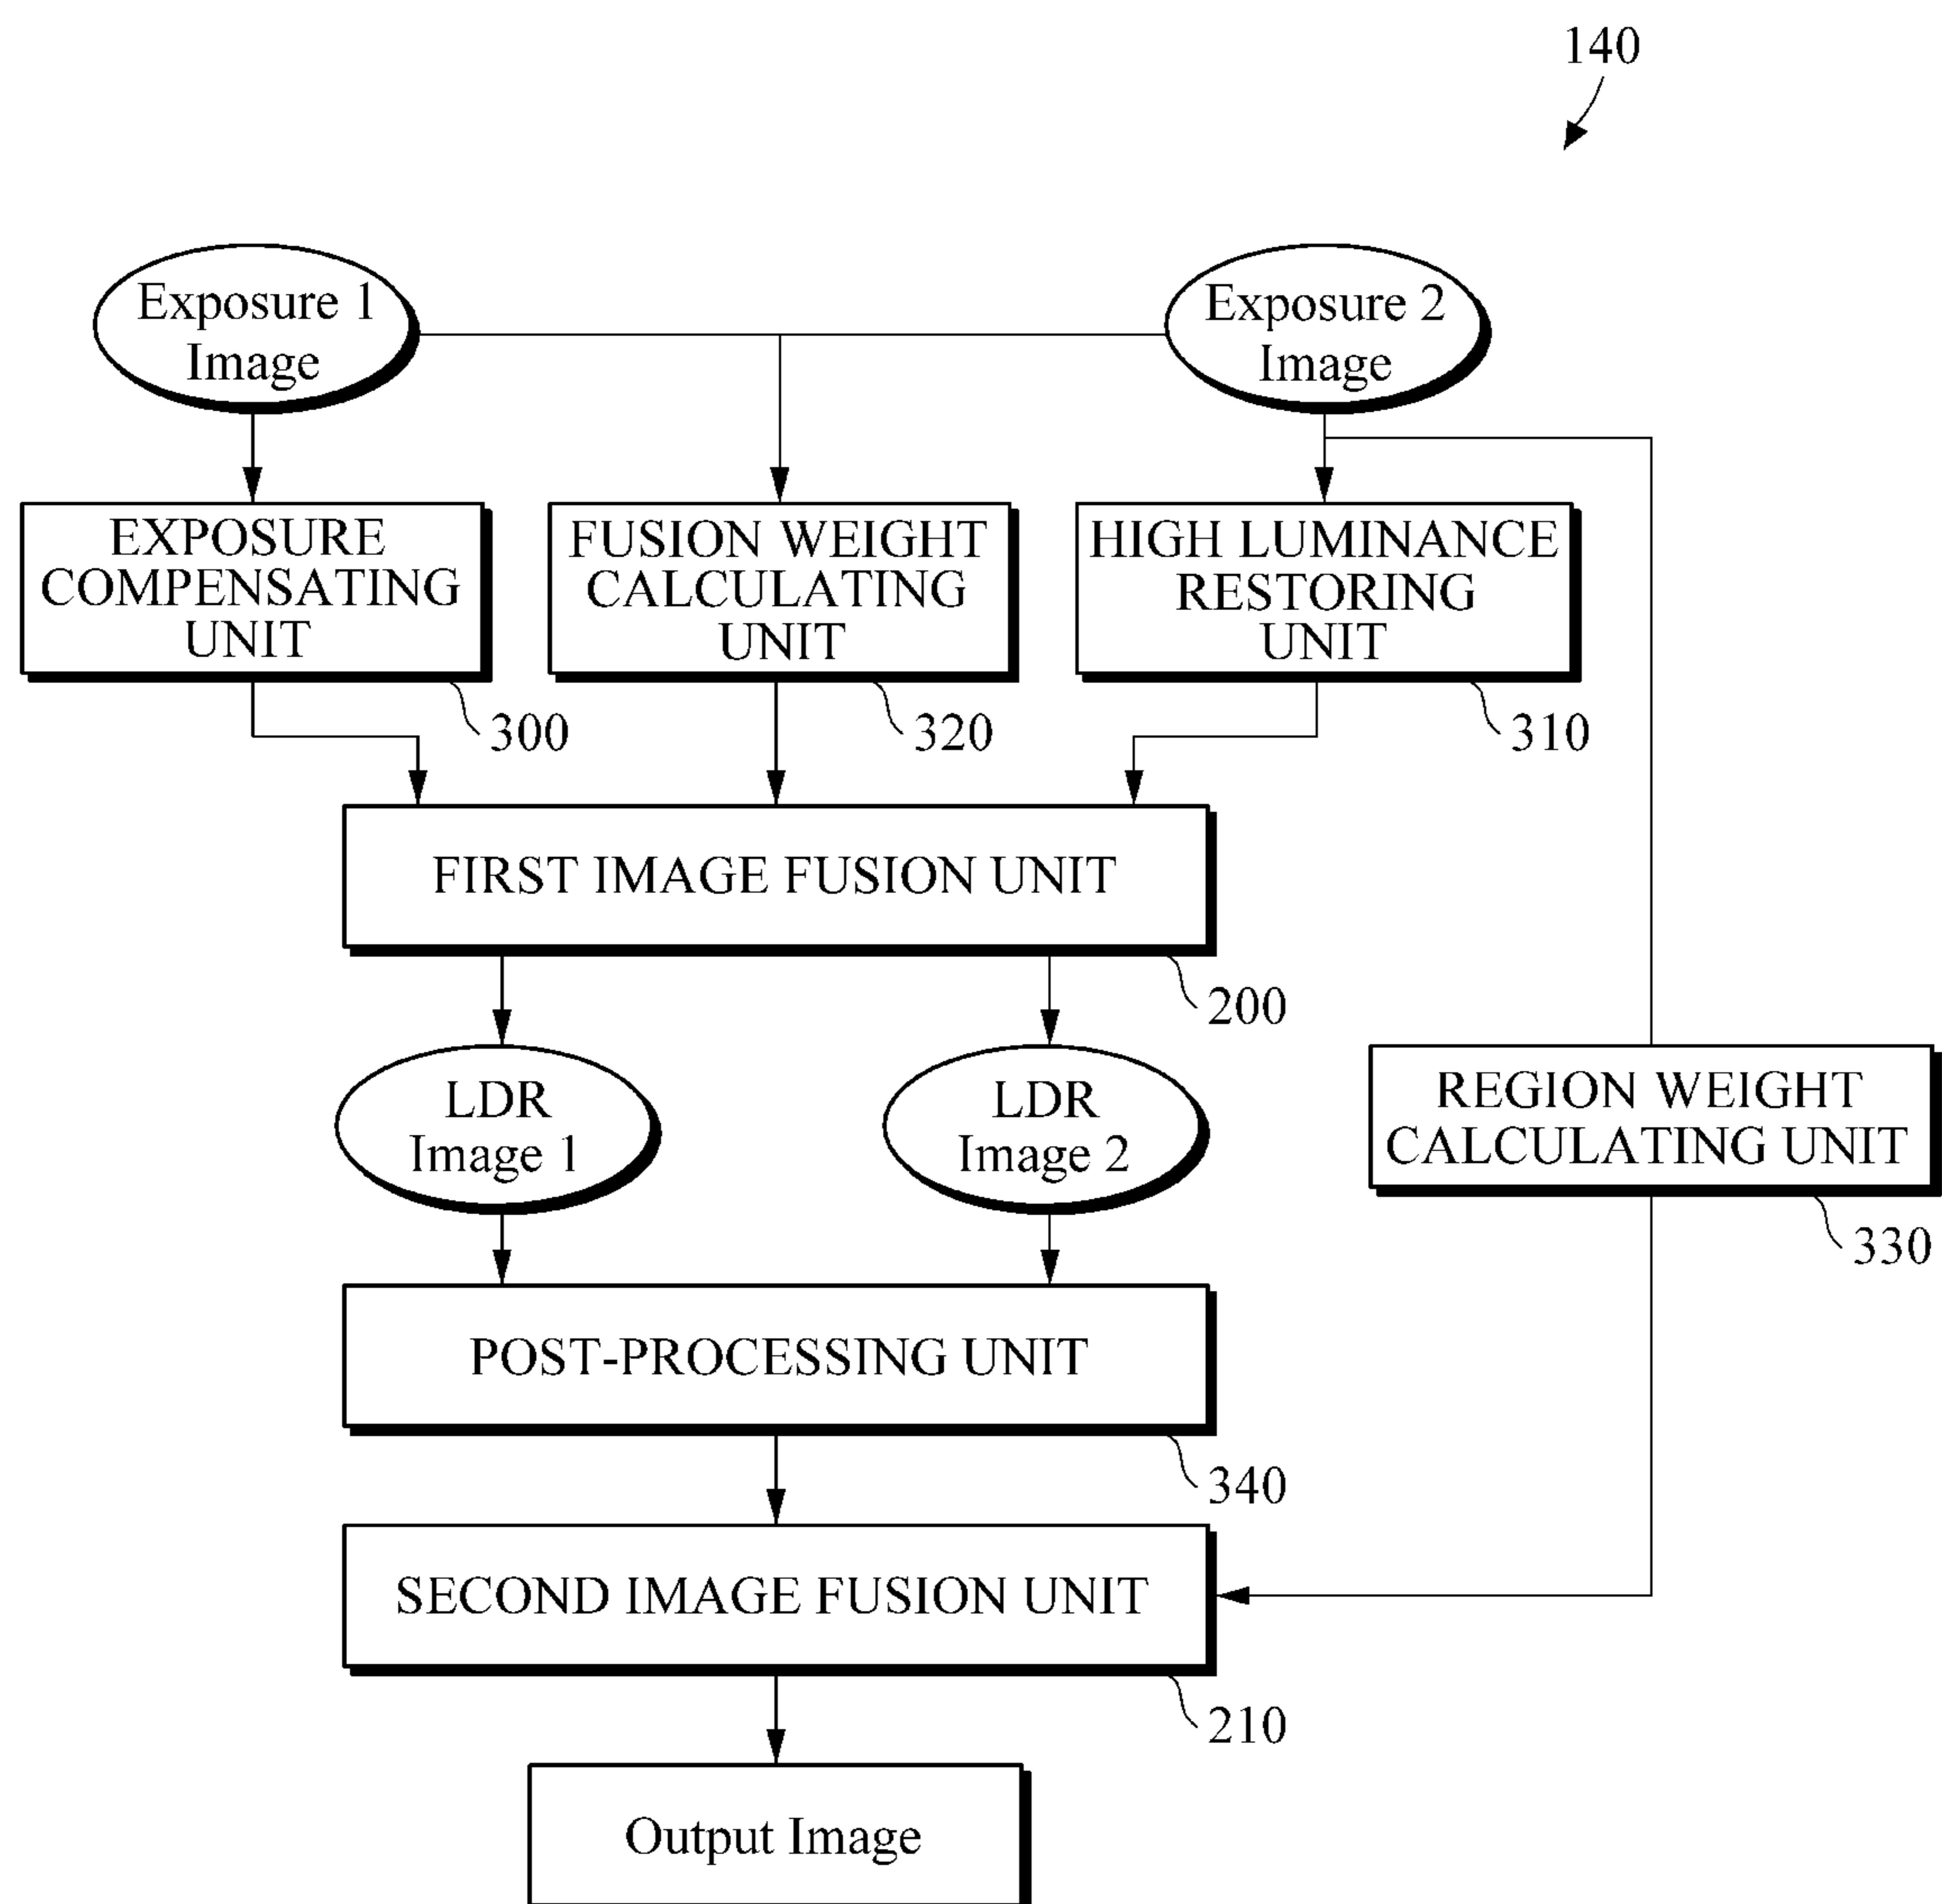 140
Exposure 1
Image
Exposure 2
Image
EXPOSURE
COMPENSATING
UNIT
FUSION WEIGHT
CALCULATING
UNIT
HIGH LUMINANCE
RESTORING
UNIT
300
320
310
FIRST IMAGE FUSION UNIT
200
LDR
Image 1
LDR
Image 2
REGION WEIGHT
CALCULATING UNIT
330
POST-PROCESSING UNIT
340
SECOND IMAGE FUSION UNIT
210
Output Image